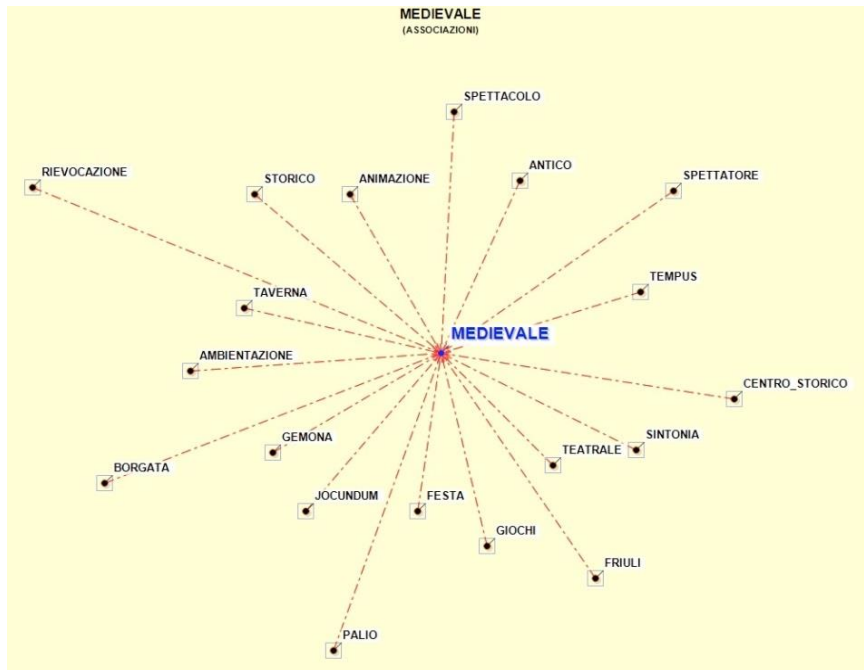 MEDIEVALE
(ASSOCIAZIONI)
SPETTACOLO
RIEVOCAZIONE
STORICO
ANIMAZIONE
ANTICO
SPETTATORE
TEMPUS
TAVERNA
MEDIEVALE
AMBIENTAZIONE
CENTRO_STORICO
GEMONA
TEATRALE
SINTONIA
BORGATA
JOCUNDUM
FESTA
GIOCHI
FRIULI
PALIO